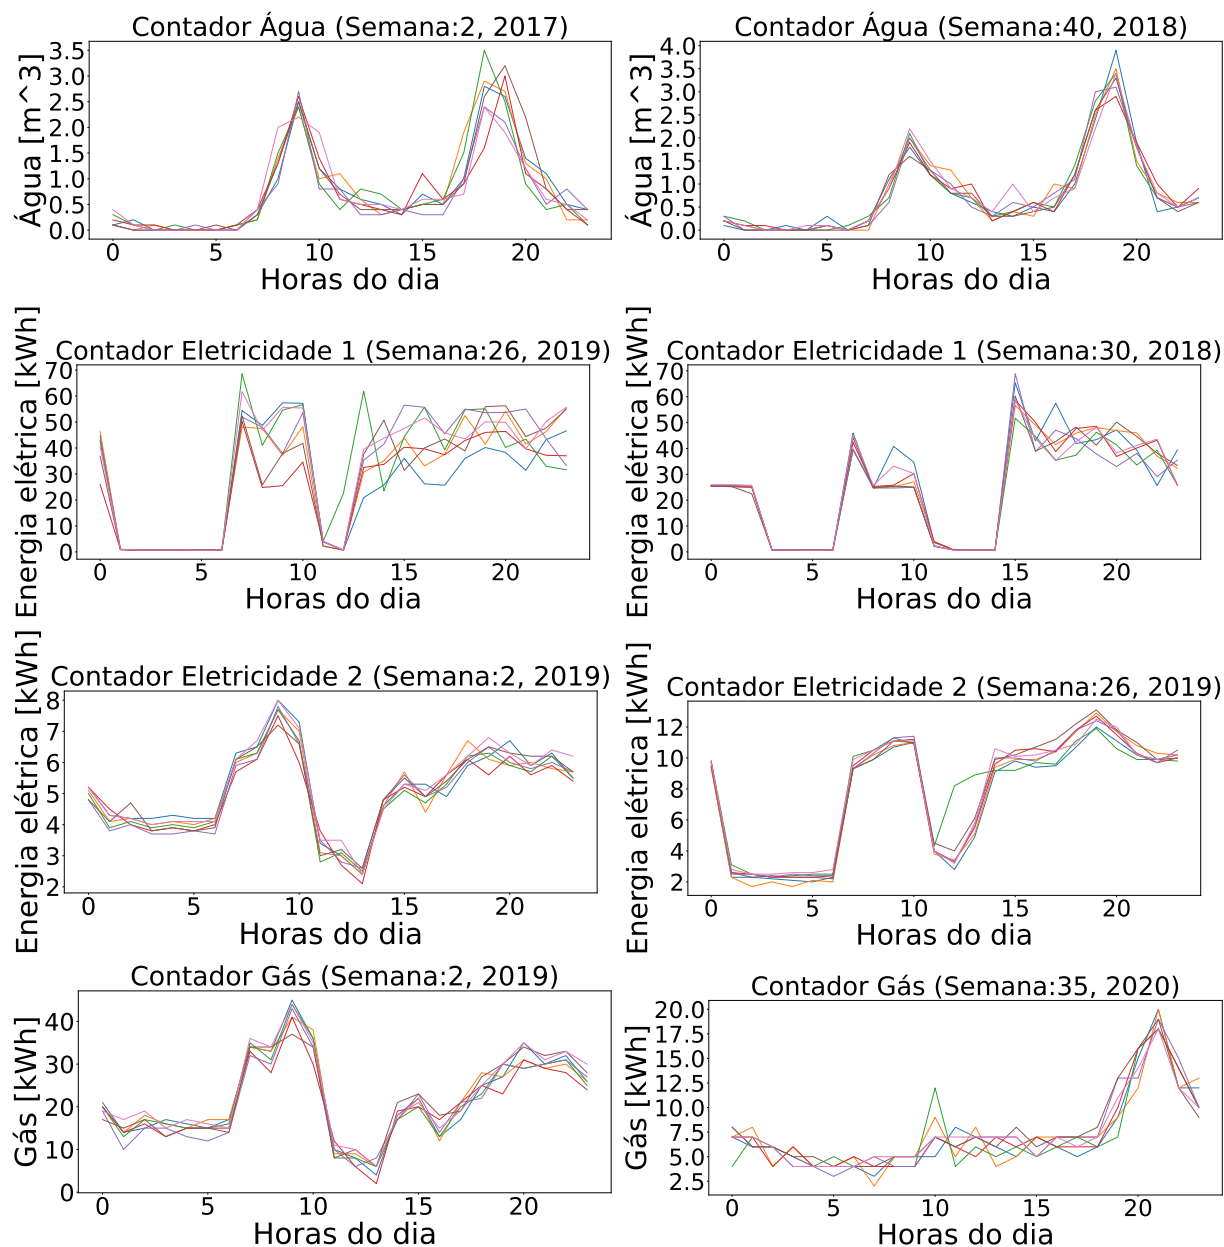 Contador Água (Semana:2, 2017)
Água [m^3]
3.5
3.0
2.5
2.0
1.5
1.0
0.5
0.0
0 5 10 15 20
Horas do dia
Contador Água (Semana:40, 2018)
Água [m^3]
4.0
3.5
3.0
2.5
2.0
1.5
1.0
0.5
0.0
0 5 10 15 20
Horas do dia
Contador Eletricidade 1 (Semana:26, 2019)
Energia elétrica [kWh]
70
60
50
40
30
20
10
0
0 5 10 15 20
Horas do dia
Contador Eletricidade 1 (Semana:30, 2018)
Energia elétrica [kWh]
70
60
50
40
30
20
10
0
0 5 10 15 20
Horas do dia
Contador Eletricidade 2 (Semana:2, 2019)
Energia elétrica [kWh]
8
7
6
5
4
3
2
0 5 10 15 20
Horas do dia
Contador Eletricidade 2 (Semana:26, 2019)
Energia elétrica [kWh]
12
10
8
6
4
2
0 5 10 15 20
Horas do dia
Contador Gás (Semana:2, 2019)
Gás [kWh]
40
30
20
10
0
0 5 10 15 20
Horas do dia
Contador Gás (Semana:35, 2020)
Gás [kWh]
20.0
17.5
15.0
12.5
10.0
7.5
5.0
2.5
0 5 10 15 20
Horas do dia